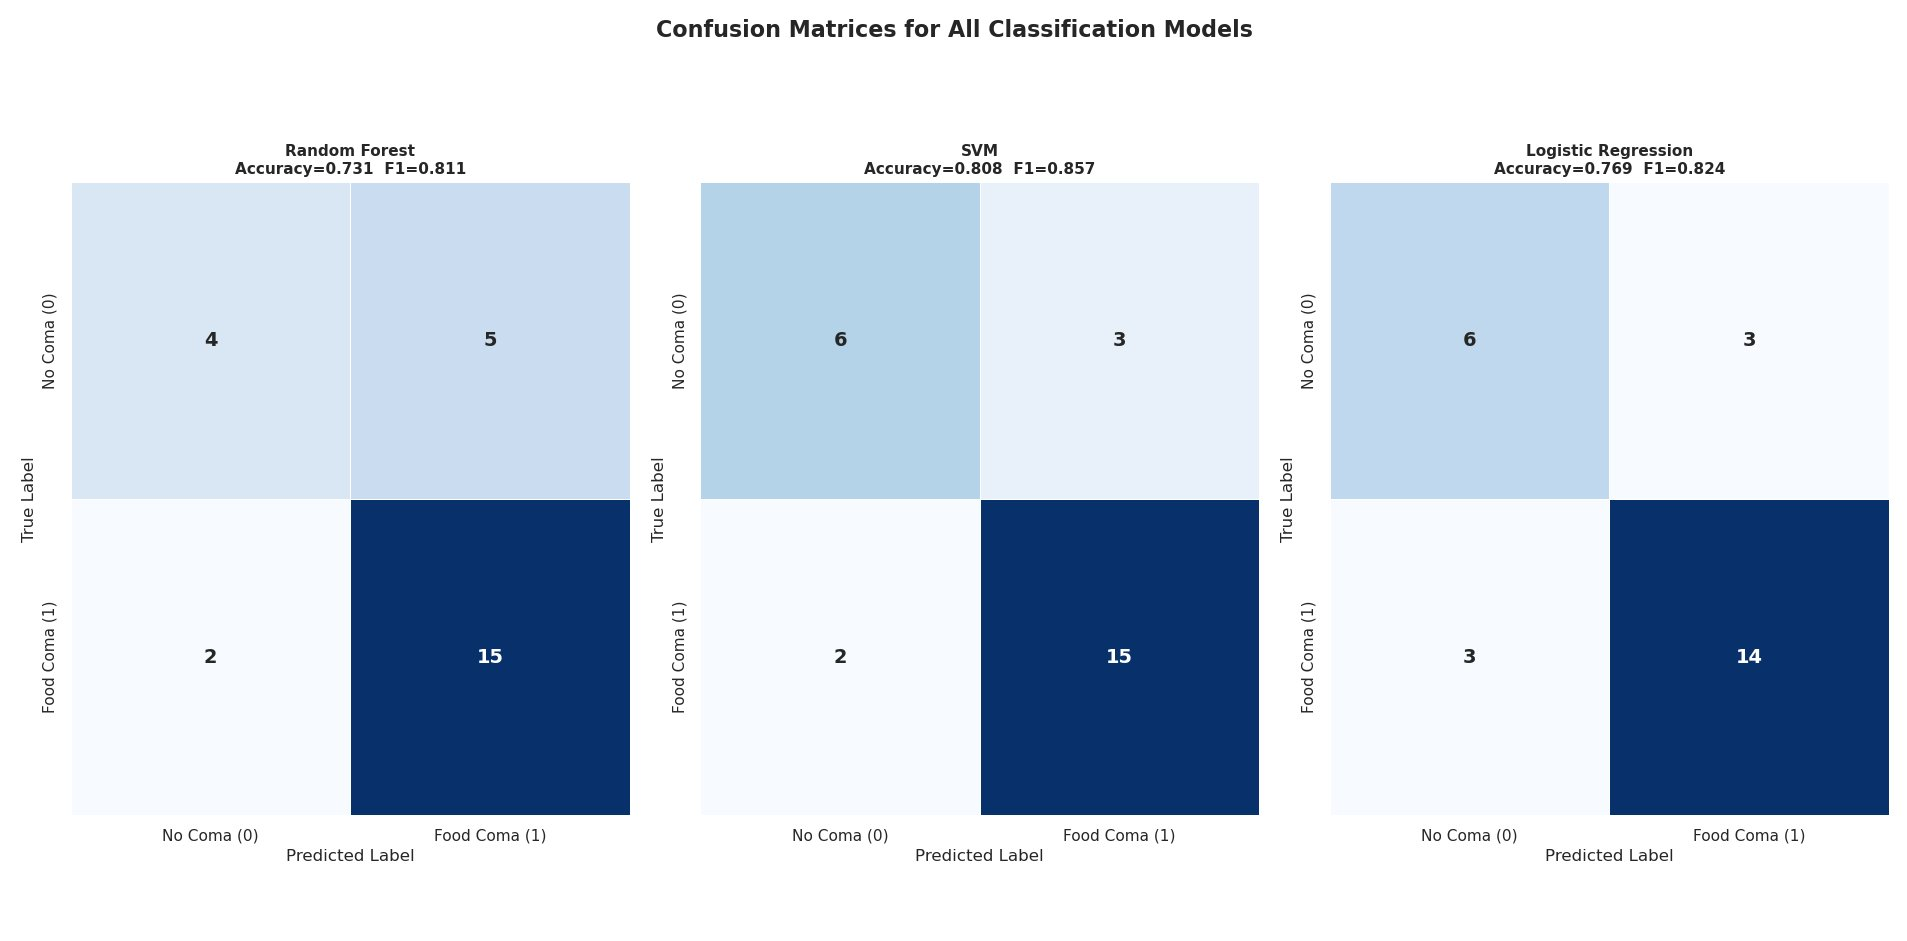 Confusion Matrices for All Classification Models
Random Forest
Accuracy=0.731  F1=0.811
No Coma (0)
Food Coma (1)
True Label
4
5
2
15
No Coma (0)
Food Coma (1)
Predicted Label
SVM
Accuracy=0.808  F1=0.857
No Coma (0)
Food Coma (1)
True Label
6
3
2
15
No Coma (0)
Food Coma (1)
Predicted Label
Logistic Regression
Accuracy=0.769  F1=0.824
No Coma (0)
Food Coma (1)
True Label
6
3
3
14
No Coma (0)
Food Coma (1)
Predicted Label